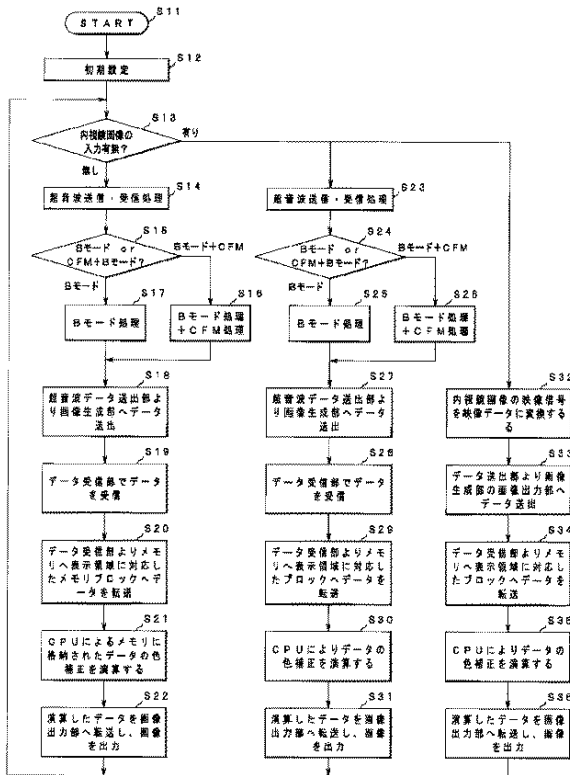 START
S11
初期設定
S12
S13
内視鏡画像の
入力有無？
有り
無し
S14
超音波送信・受信処理
S15
Bモード or
CFM+Bモード？
Bモード+CFM
Bモード
S17
Bモード処理
S16
Bモード処理
+CFM処理
S18
超音波データ送出部よ
り画像生成部へデータ
送出
S19
データ受信部でデータ
を受信
S20
データ受信部よりメモ
リへ表示領域に対応し
たメモリブロックへデ
ータを転送
S21
CPUによるメモリに
格納されたデータの色
補正を演算する
S22
演算したデータを画像
出力部へ転送し、画像
を出力
S23
超音波送信・受信処理
S24
Bモード or
CFM+Bモード？
Bモード+CFM
Bモード
S25
Bモード処理
S26
Bモード処理
+CFM処理
S27
超音波データ送出部よ
り画像生成部へデータ
送出
S28
データ受信部でデータ
を受信
S29
データ受信部よりメモ
リへ表示領域に対応し
たブロックへデータを
転送
S30
CPUによりデータの
色補正を演算する
S31
演算したデータを画像
出力部へ転送し、画像
を出力
S32
内視鏡画像の映像信号
を映像データに変換する
る
S33
データ送出部より画像
生成部の画像出力部へ
データ送出
S34
データ受信部よりメモ
リへ表示領域に対応し
たブロックへデータを
転送
S35
CPUによりデータの
色補正を演算する
S36
演算したデータを画像
出力部へ転送し、画像
を出力